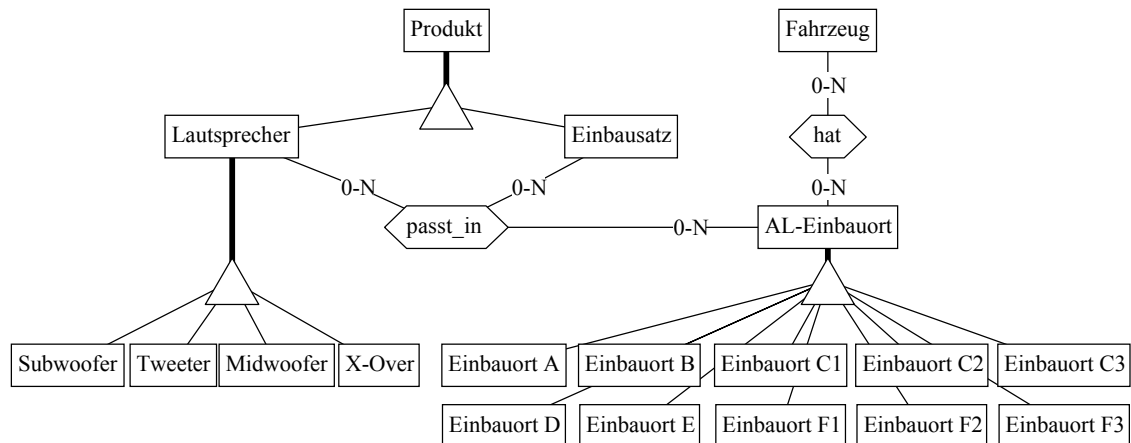 Produkt
Fahrzeug
0-N
Lautsprecher
Einbausatz
hat
0-N
0-N
0-N
passt_in
0-N
AL-Einbauort
Subwoofer
Tweeter
Midwoofer
X-Over
Einbauort A
Einbauort B
Einbauort C1
Einbauort C2
Einbauort C3
Einbauort D
Einbauort E
Einbauort F1
Einbauort F2
Einbauort F3